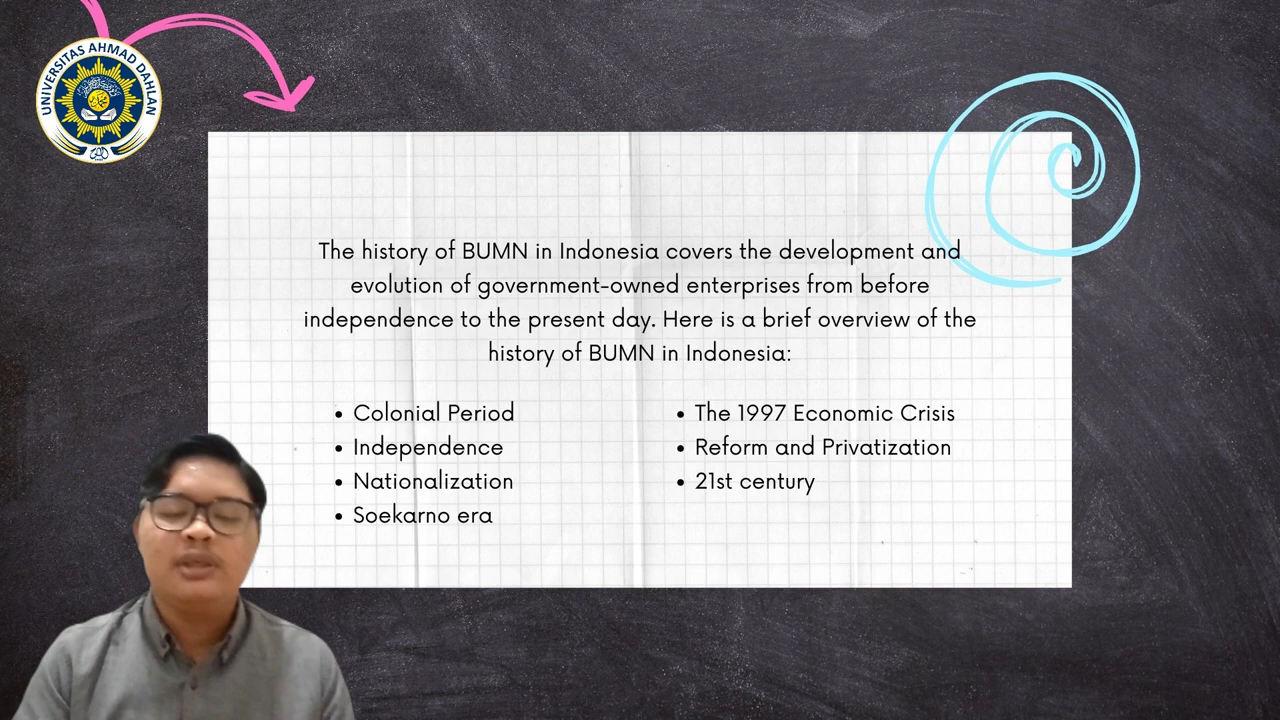 UNIVERSITAS AHMAD DAHLAN
The history of BUMN in Indonesia covers the development and
evolution of government-owned enterprises from before
independence to the present day. Here is a brief overview of the
history of BUMN in Indonesia:
• Colonial Period
• Independence
• Nationalization
• Soekarno era
• The 1997 Economic Crisis
• Reform and Privatization
• 21st century